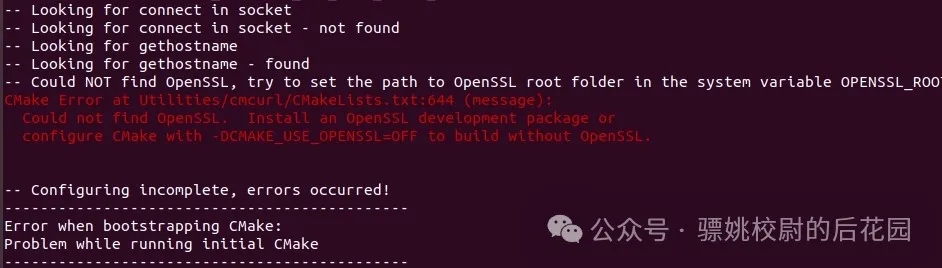 -- Looking for connect in socket
-- Looking for connect in socket - not found
-- Looking for gethostname
-- Looking for gethostname - found
-- Could NOT find OpenSSL, try to set the path to OpenSSL root folder in the system variable OPENSSL_ROO
CMake Error at Utilities/cmcurl/CMakeLists.txt:644 (message):
  Could not find OpenSSL.  Install an OpenSSL development package or
  configure CMake with -DCMAKE_USE_OPENSSL=OFF to build without OpenSSL.
-- Configuring incomplete, errors occurred!
---------------------------------------------
Error when bootstrapping CMake:
Problem while running initial CMake
---------------------------------------------
公众号 · 骠姚校尉的后花园